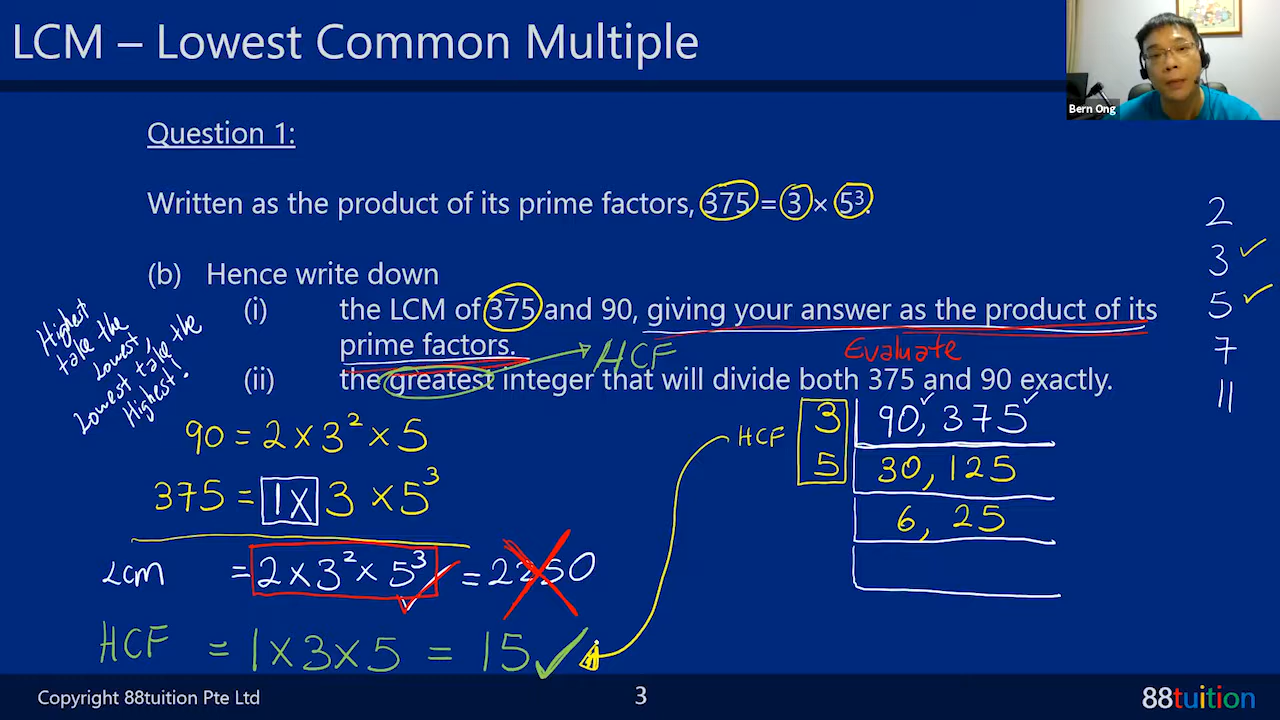 LCM – Lowest Common Multiple
Bern Ong
Question 1:
Written as the product of its prime factors, 375 = 3 × 5³.
(b) Hence write down
(i) the LCM of 375 and 90, giving your answer as the product of its
prime factors.
HCF
Evaluate
(ii) the greatest integer that will divide both 375 and 90 exactly.
Highest
take the
Lowest,
Lowest take the
Highest!
2
3 ✓
5 ✓
7
11
90 = 2 × 3² × 5
375 = 1 × 3 × 5³
LCM = 2 × 3² × 5³ = 2250
HCF = 1 × 3 × 5 = 15 ✓
HCF
3 90, 375
5 30, 125
6, 25
Copyright 88tuition Pte Ltd
3
88tuition